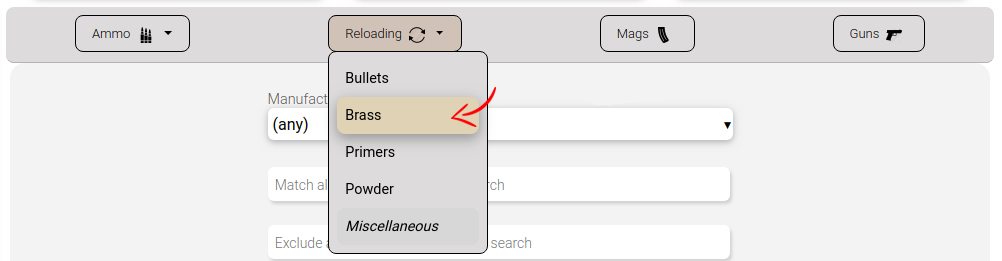 Ammo
Reloading
Mags
Guns
Bullets
Manufact
Brass
(any)
Primers
Match al
rch
Powder
Miscellaneous
Exclude
search